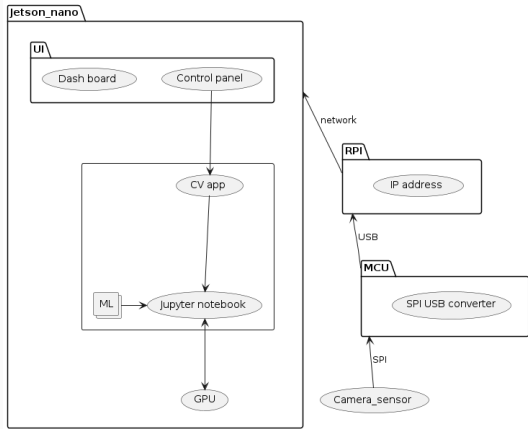 Jetson_nano
UI
Dash board
Control panel
network
RPI
CV app
IP address
USB
MCU
ML
Jupyter notebook
SPI USB converter
SPI
GPU
Camera_sensor